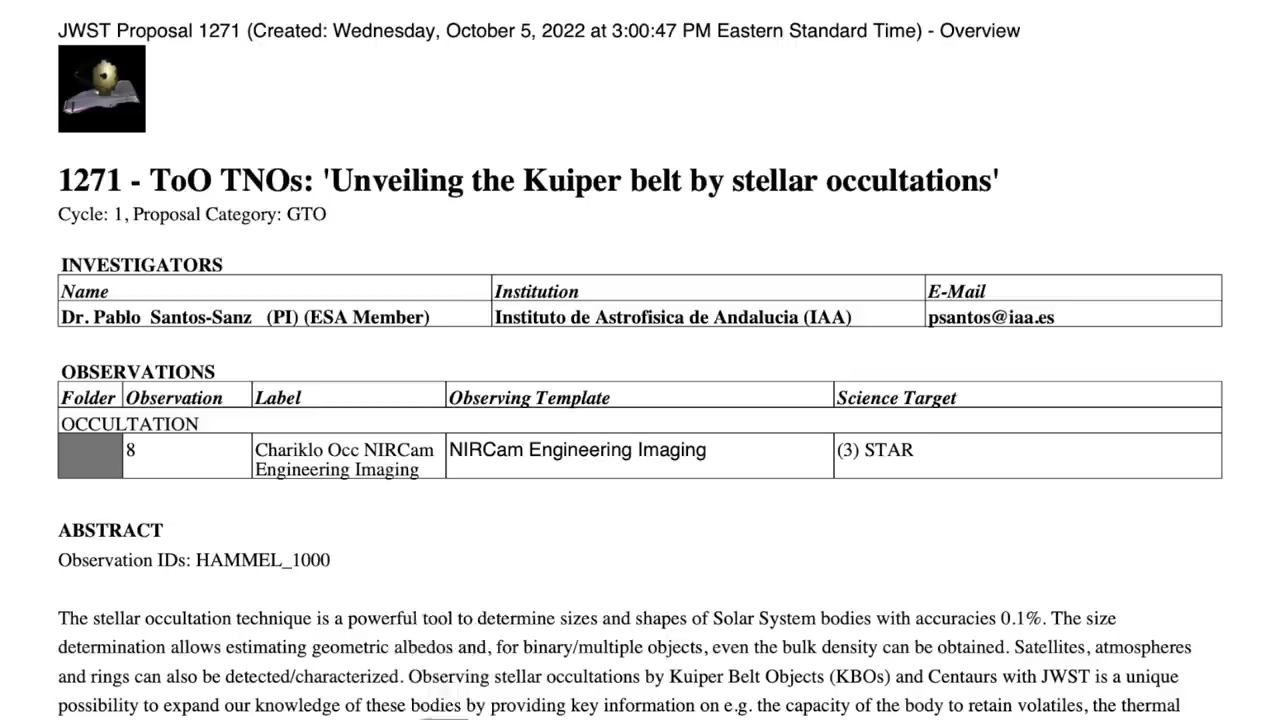 JWST Proposal 1271 (Created: Wednesday, October 5, 2022 at 3:00:47 PM Eastern Standard Time) - Overview
1271 - ToO TNOs: 'Unveiling the Kuiper belt by stellar occultations'
Cycle: 1, Proposal Category: GTO
INVESTIGATORS
Name Institution E-Mail
Dr. Pablo Santos-Sanz (PI) (ESA Member) Instituto de Astrofisica de Andalucia (IAA) psantos@iaa.es
OBSERVATIONS
Folder Observation Label Observing Template Science Target
OCCULTATION
8 Chariklo Occ NIRCam NIRCam Engineering Imaging (3) STAR
Engineering Imaging
ABSTRACT
Observation IDs: HAMMEL_1000
The stellar occultation technique is a powerful tool to determine sizes and shapes of Solar System bodies with accuracies 0.1%. The size
determination allows estimating geometric albedos and, for binary/multiple objects, even the bulk density can be obtained. Satellites, atmospheres
and rings can also be detected/characterized. Observing stellar occultations by Kuiper Belt Objects (KBOs) and Centaurs with JWST is a unique
possibility to expand our knowledge of these bodies by providing key information on e.g. the capacity of the body to retain volatiles, the thermal